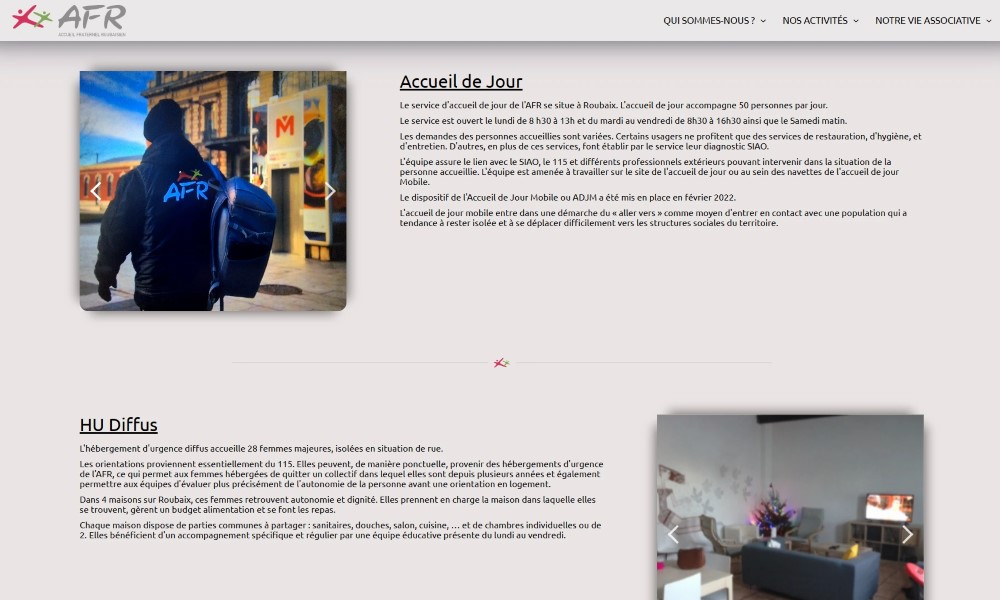 AFR
ACCUEIL FRATERNEL ROUBAISIEN
QUI SOMMES-NOUS ?
NOS ACTIVITÉS
NOTRE VIE ASSOCIATIVE
M
AFR
Accueil de Jour
Le service d'accueil de jour de l'AFR se situe à Roubaix. L'accueil de jour accompagne 50 personnes par jour.
Le service est ouvert le lundi de 8 h30 à 13h et du mardi au vendredi de 8h30 à 16h30 ainsi que le Samedi matin.
Les demandes des personnes accueillies sont variées. Certains usagers ne profitent que des services de restauration, d'hygiène, et
d'entretien. D'autres, en plus de ces services, font établir par le service leur diagnostic SIAO.
L'équipe assure le lien avec le SIAO, le 115 et différents professionnels extérieurs pouvant intervenir dans la situation de la
personne accueillie. L'équipe est amenée à travailler sur le site de l'accueil de jour ou au sein des navettes de l'accueil de jour
Mobile.
Le dispositif de l'Accueil de Jour Mobile ou ADJM a été mis en place en février 2022.
L'accueil de jour mobile entre dans une démarche du « aller vers » comme moyen d'entrer en contact avec une population qui a
tendance à rester isolée et à se déplacer difficilement vers les structures sociales du territoire.
HU Diffus
L'hébergement d'urgence diffus accueille 28 femmes majeures, isolées en situation de rue.
Les orientations proviennent essentiellement du 115. Elles peuvent, de manière ponctuelle, provenir des hébergements d'urgence
de l'AFR, ce qui permet aux femmes hébergées de quitter un collectif dans lequel elles sont depuis plusieurs années et également
permettre aux équipes d'évaluer plus précisément de l'autonomie de la personne avant une orientation en logement.
Dans 4 maisons sur Roubaix, ces femmes retrouvent autonomie et dignité. Elles prennent en charge la maison dans laquelle elles
se trouvent, gèrent un budget alimentation et se font les repas.
Chaque maison dispose de parties communes à partager : sanitaires, douches, salon, cuisine, … et de chambres individuelles ou de
2. Elles bénéficient d'un accompagnement spécifique et régulier par une équipe éducative présente du lundi au vendredi.